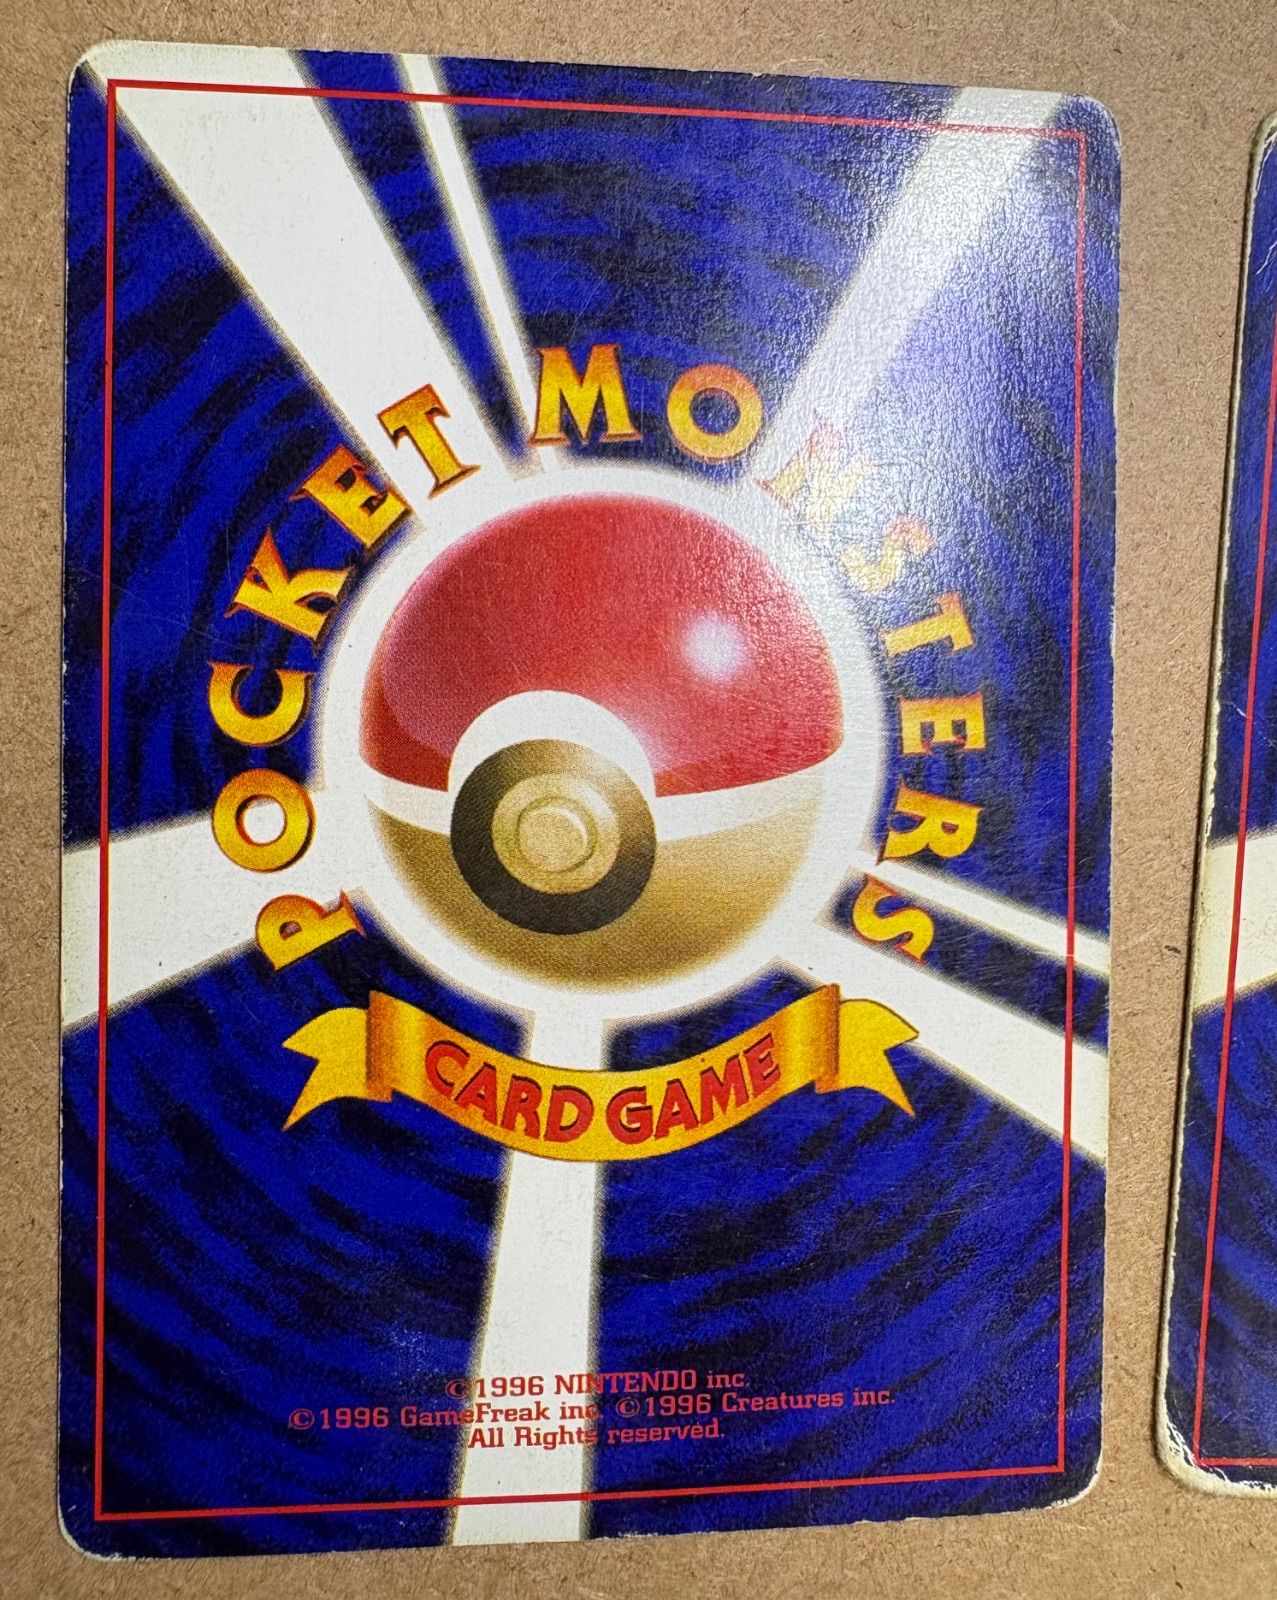 POCKET MONSTERS
CARD GAME
©1996 NINTENDO inc.
©1996 GameFreak inc. ©1996 Creatures inc.
All Rights reserved.